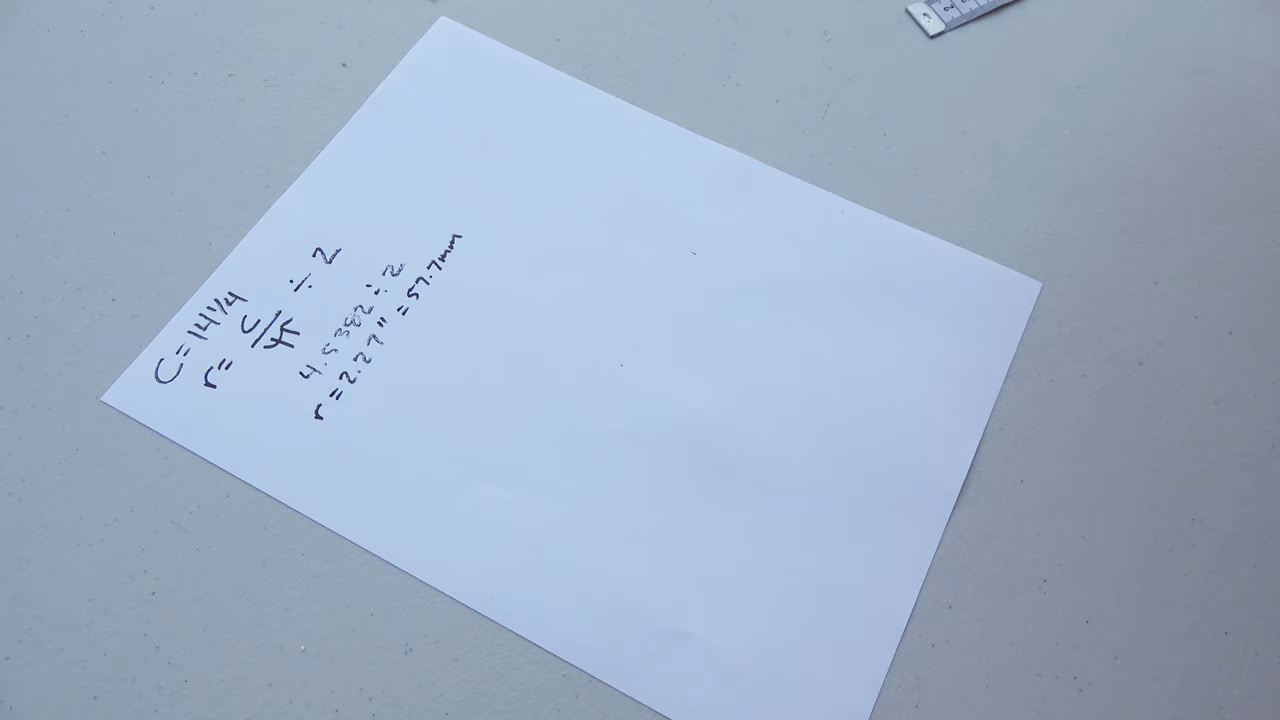 C = 14 1/4
r = C/π ÷ 2
4.5382 ÷ 2
r = 2.27" = 57.7mm